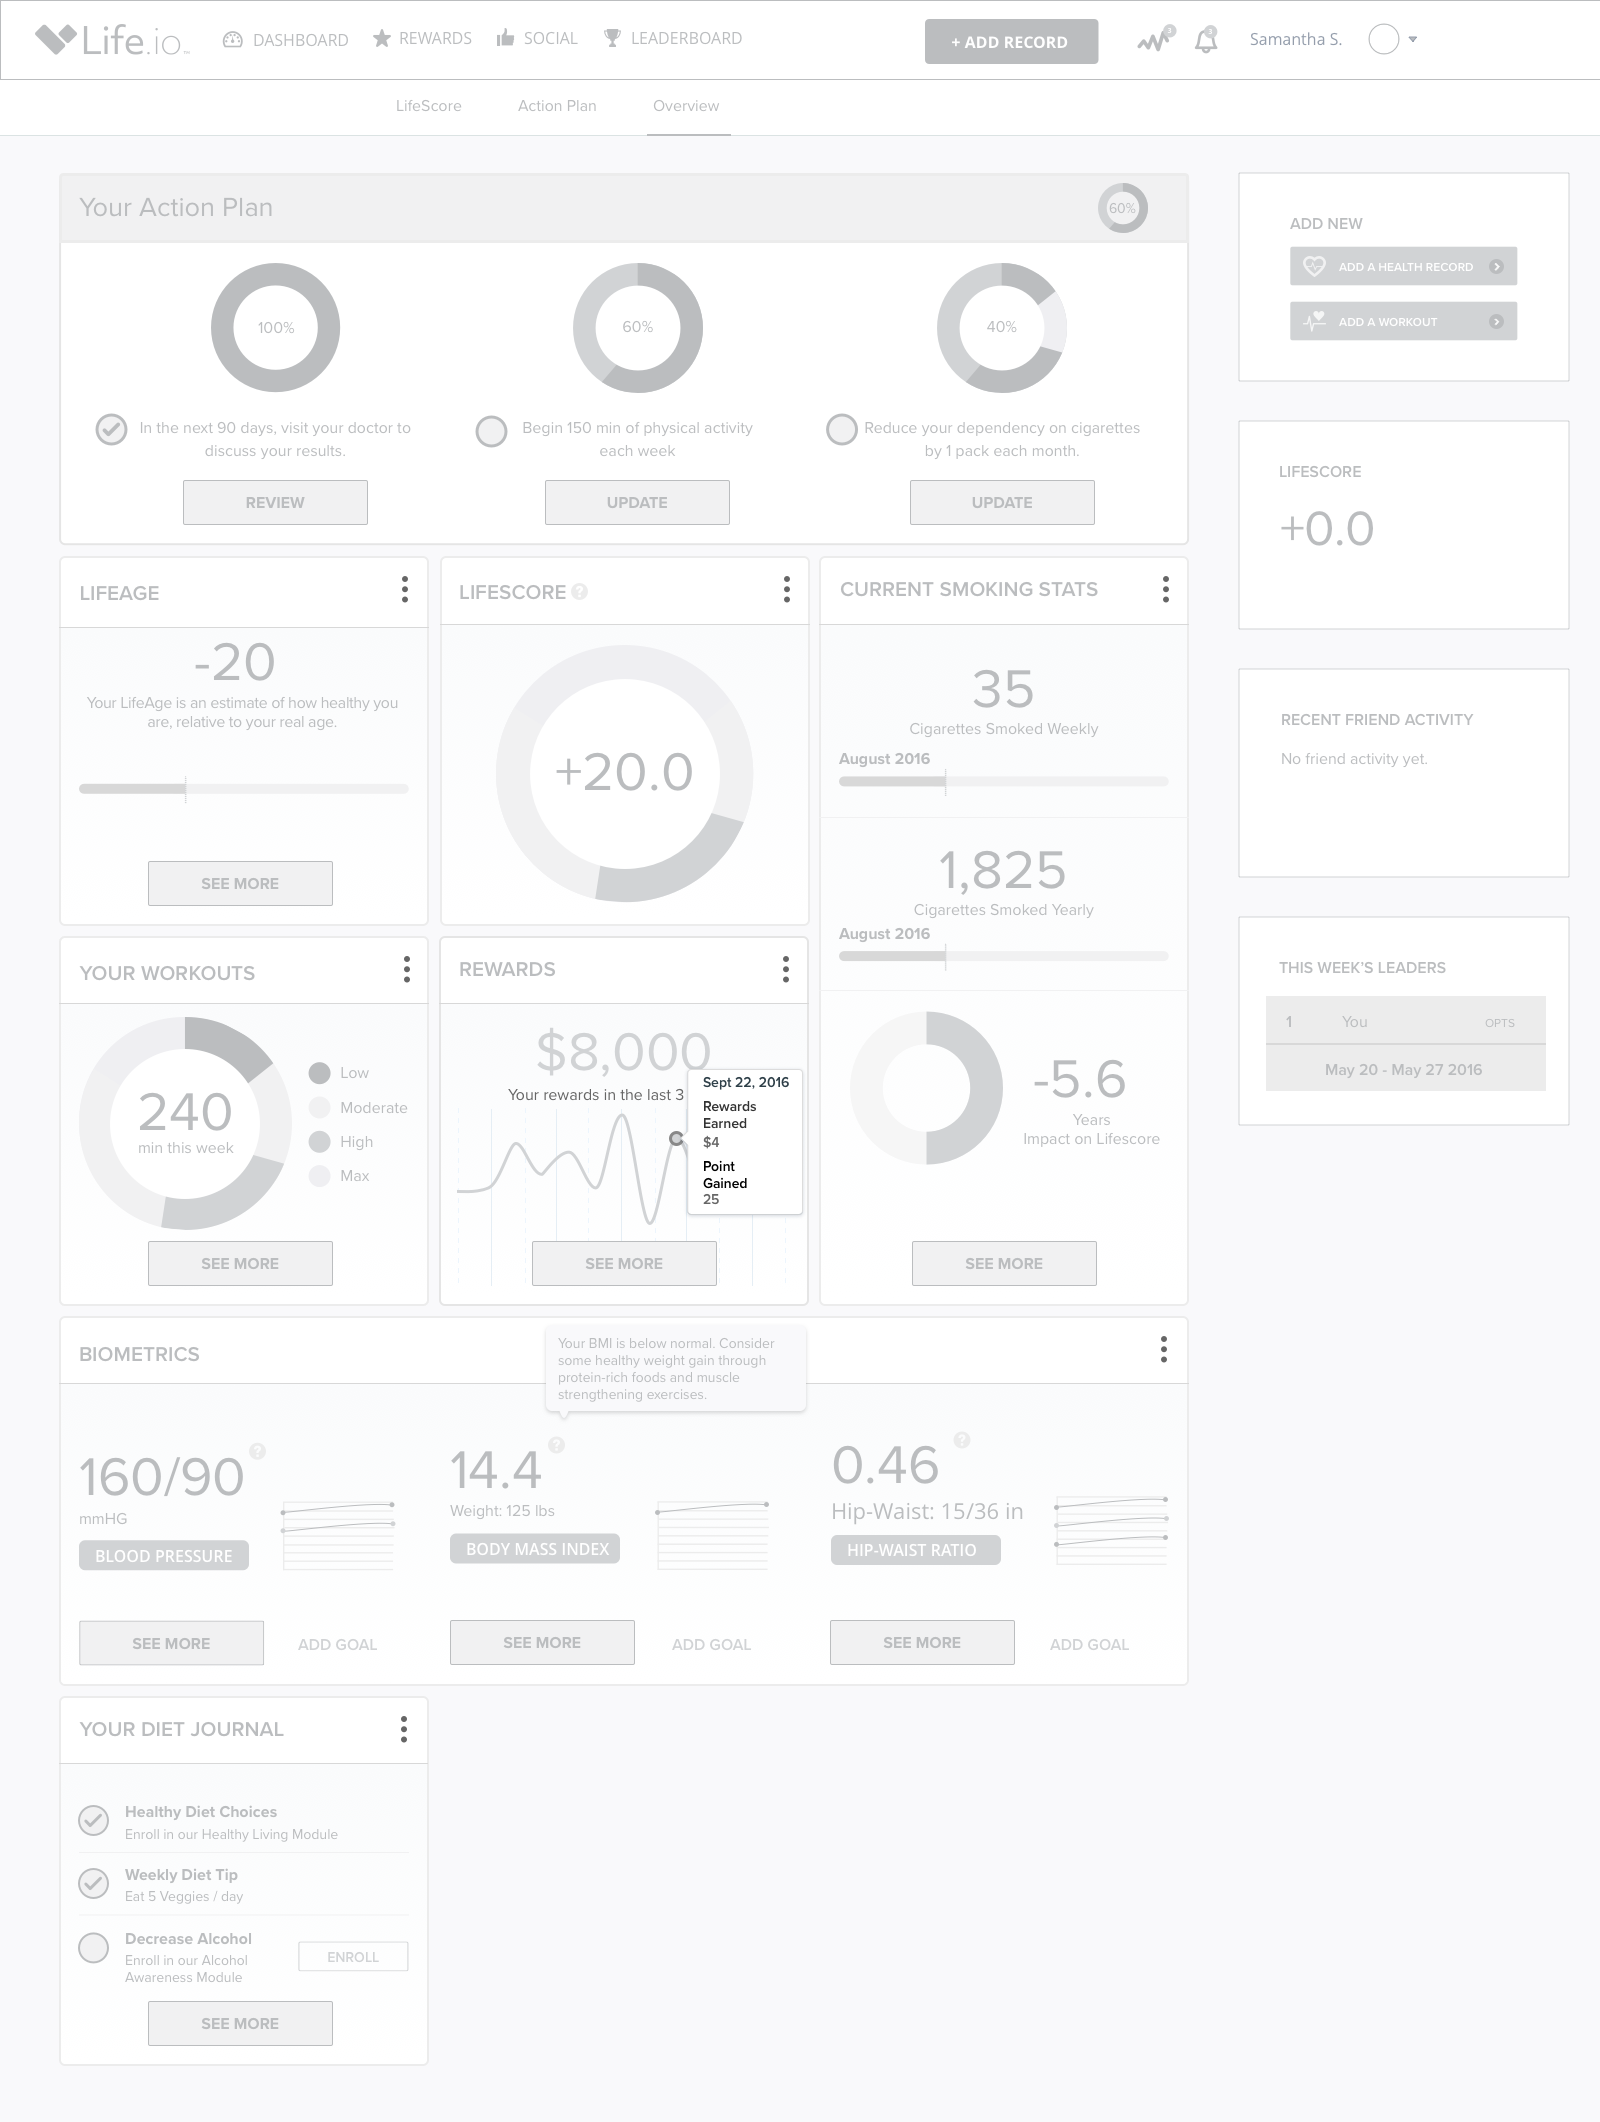 Life.io
DASHBOARD
REWARDS
SOCIAL
LEADERBOARD
+ ADD RECORD
3
3
Samantha S.
LifeScore
Action Plan
Overview
Your Action Plan
60%
100%
60%
40%
In the next 90 days, visit your doctor to
discuss your results.
Begin 150 min of physical activity
each week
Reduce your dependency on cigarettes
by 1 pack each month.
REVIEW
UPDATE
UPDATE
ADD NEW
ADD A HEALTH RECORD
ADD A WORKOUT
LIFESCORE
+0.0
RECENT FRIEND ACTIVITY
No friend activity yet.
THIS WEEK'S LEADERS
1 You 0PTS
May 20 - May 27 2016
LIFEAGE
-20
Your LifeAge is an estimate of how healthy you
are, relative to your real age.
SEE MORE
LIFESCORE ?
+20.0
CURRENT SMOKING STATS
35
Cigarettes Smoked Weekly
August 2016
1,825
Cigarettes Smoked Yearly
August 2016
-5.6
Years
Impact on Lifescore
SEE MORE
YOUR WORKOUTS
240
min this week
Low
Moderate
High
Max
SEE MORE
REWARDS
$8,000
Your rewards in the last 3
Sept 22, 2016
Rewards
Earned
$4
Point
Gained
25
SEE MORE
BIOMETRICS
Your BMI is below normal. Consider
some healthy weight gain through
protein-rich foods and muscle
strengthening exercises.
160/90 ?
mmHG
BLOOD PRESSURE
SEE MORE
ADD GOAL
14.4 ?
Weight: 125 lbs
BODY MASS INDEX
SEE MORE
ADD GOAL
0.46 ?
Hip-Waist: 15/36 in
HIP-WAIST RATIO
SEE MORE
ADD GOAL
YOUR DIET JOURNAL
Healthy Diet Choices
Enroll in our Healthy Living Module
Weekly Diet Tip
Eat 5 Veggies / day
Decrease Alcohol
Enroll in our Alcohol
Awareness Module
ENROLL
SEE MORE